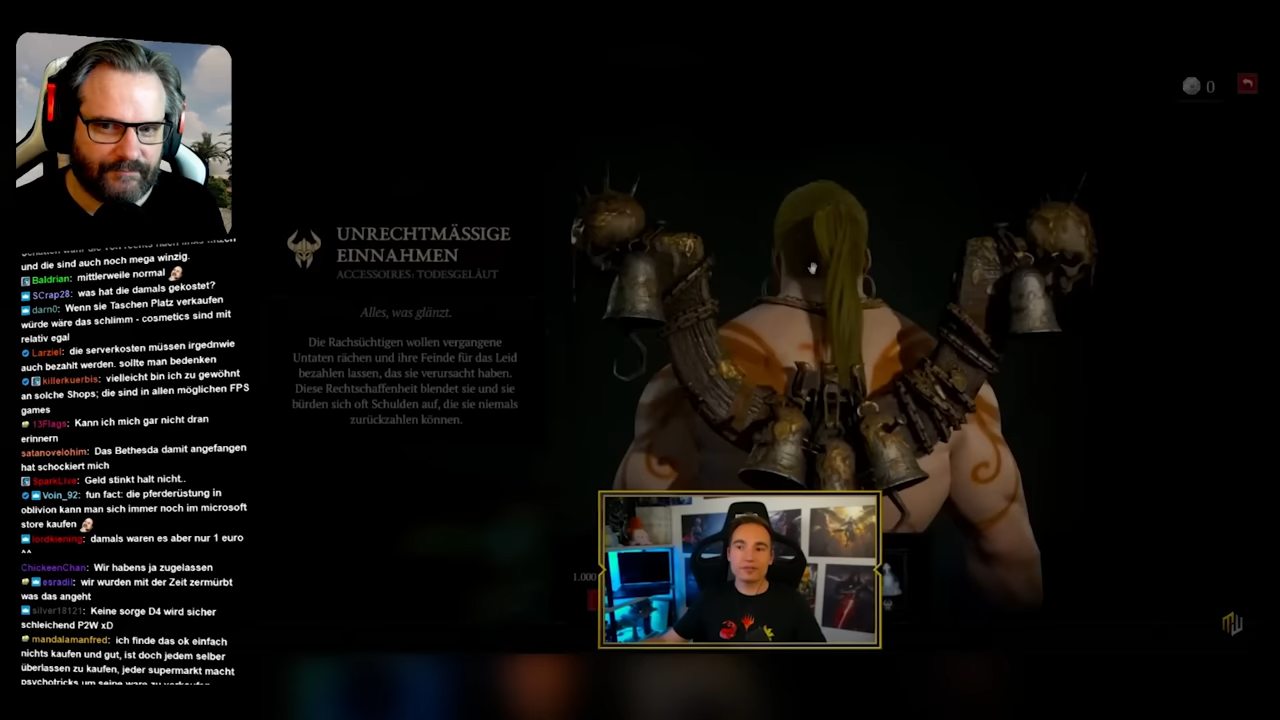 und die sind auch noch mega winzig.
Baldrian: mittlerweile normal
SCrap28: was hat die damals gekostet?
darn0: Wenn sie Taschen Platz verkaufen
würde wäre das schlimm - cosmetics sind mit
relativ egal
Larziel: die serverkosten müssen irgednwie
auch bezahlt werden. sollte man bedenken
killerkuerbis: vielleicht bin ich zu gewöhnt
an solche Shops; die sind in allen möglichen FPS
games
13Flags: Kann ich mich gar nicht dran
erinnern
satanovelohim: Das Bethesda damit angefangen
hat schockiert mich
SparkLive: Geld stinkt halt nicht..
Voin_92: fun fact: die pferderüstung in
oblivion kann man sich immer noch im microsoft
store kaufen
lordkiening: damals waren es aber nur 1 euro
^^
ChickeenChan: Wir habens ja zugelassen
esradil: wir wurden mit der Zeit zermürbt
was das angeht
silver18121: Keine sorge D4 wird sicher
schleichend P2W xD
mandalamanfred: ich finde das ok einfach
nichts kaufen und gut, ist doch jedem selber
überlassen zu kaufen, jeder supermarkt macht
psychotricks um seine ware zu verkaufen
UNRECHTMÄSSIGE
EINNAHMEN
ACCESSOIRES: TODESGELÄUT
Alles, was glänzt.
Die Rachsüchtigen wollen vergangene
Untaten rächen und ihre Feinde für das Leid
bezahlen lassen, das sie verursacht haben.
Diese Rechtschaffenheit blendet sie und sie
bürden sich oft Schulden auf, die sie niemals
zurückzahlen können.
0
1.000